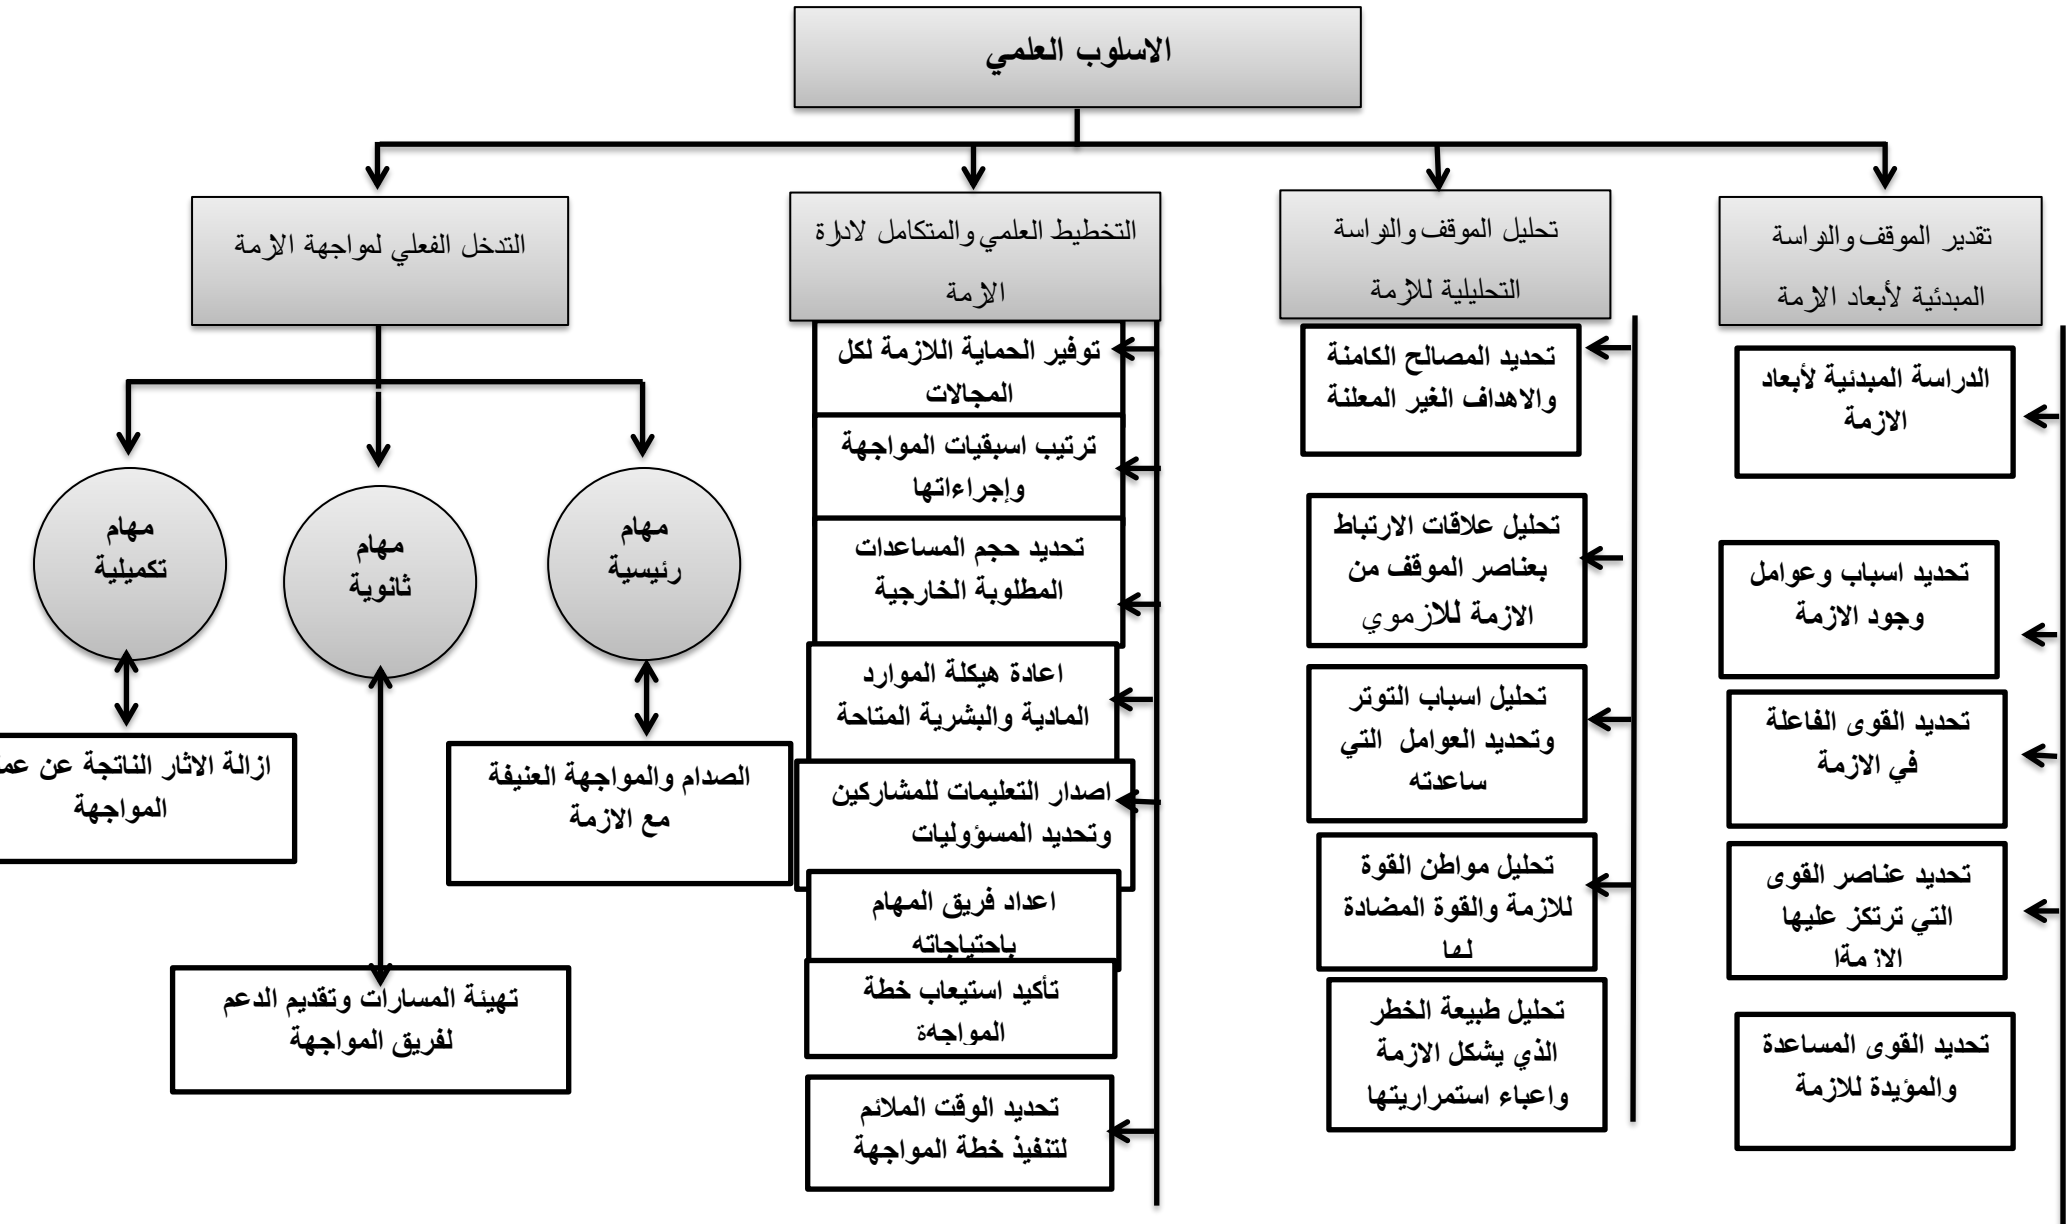 الاسلوب العلمي
تقدير الموقف والدراسة
المبدئية لأبعاد الازمة
الدراسة المبدئية لأبعاد
الازمة
تحديد اسباب وعوامل
وجود الازمة
تحديد القوى الفاعلة
في الازمة
تحديد عناصر القوى
التي ترتكز عليها
الازمةا
تحديد القوى المساعدة
والمؤيدة للازمة
تحليل الموقف والدراسة
التحليلية للازمة
تحديد المصالح الكامنة
والاهداف الغير المعلنة
تحليل علاقات الارتباط
بعناصر الموقف من
الازمة للازموي
تحليل اسباب التوتر
وتحديد العوامل التي
ساعدته
تحليل مواطن القوة
للازمة والقوة المضادة
لها
تحليل طبيعة الخطر
الذي يشكل الازمة
واعباء استمراريتها
التخطيط العلمي والمتكامل لادارة
الازمة
توفير الحماية اللازمة لكل
المجالات
ترتيب اسبقيات المواجهة
وإجراءاتها
تحديد حجم المساعدات
المطلوبة الخارجية
اعادة هيكلة الموارد
المادية والبشرية المتاحة
اصدار التعليمات للمشاركين
وتحديد المسؤوليات
اعداد فريق المهام
باحتياجاته
تأكيد استيعاب خطة
المواجهة
تحديد الوقت الملائم
لتنفيذ خطة المواجهة
التدخل الفعلي لمواجهة الازمة
مهام
رئيسية
مهام
ثانوية
مهام
تكميلية
الصدام والمواجهة العنيفة
مع الازمة
تهيئة المسارات وتقديم الدعم
لفريق المواجهة
ازالة الاثار الناتجة عن
المواجهة